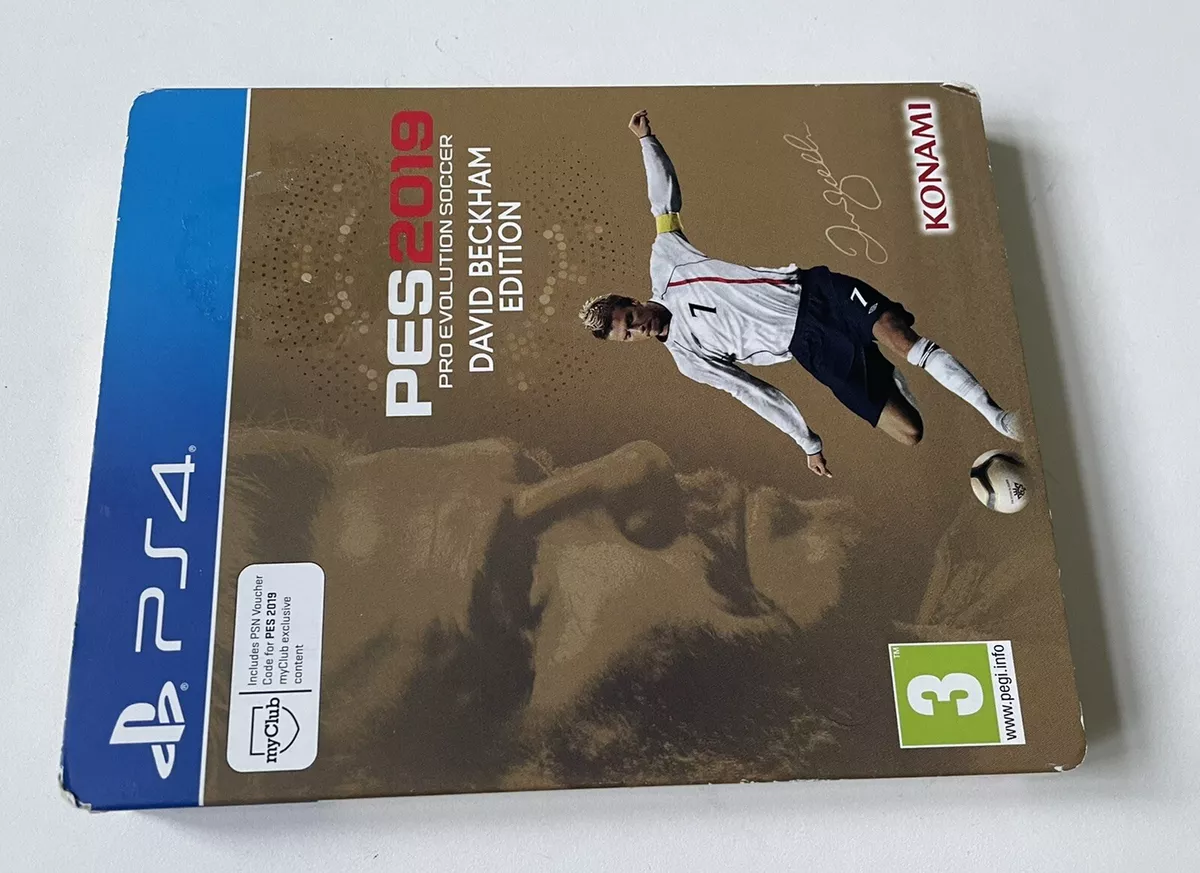 PS4
myClub
Includes PSN Voucher
Code for PES 2019
myClub exclusive
content
PES2019
PRO EVOLUTION SOCCER
DAVID BECKHAM
EDITION
7
7
3
www.pegi.info
KONAMI